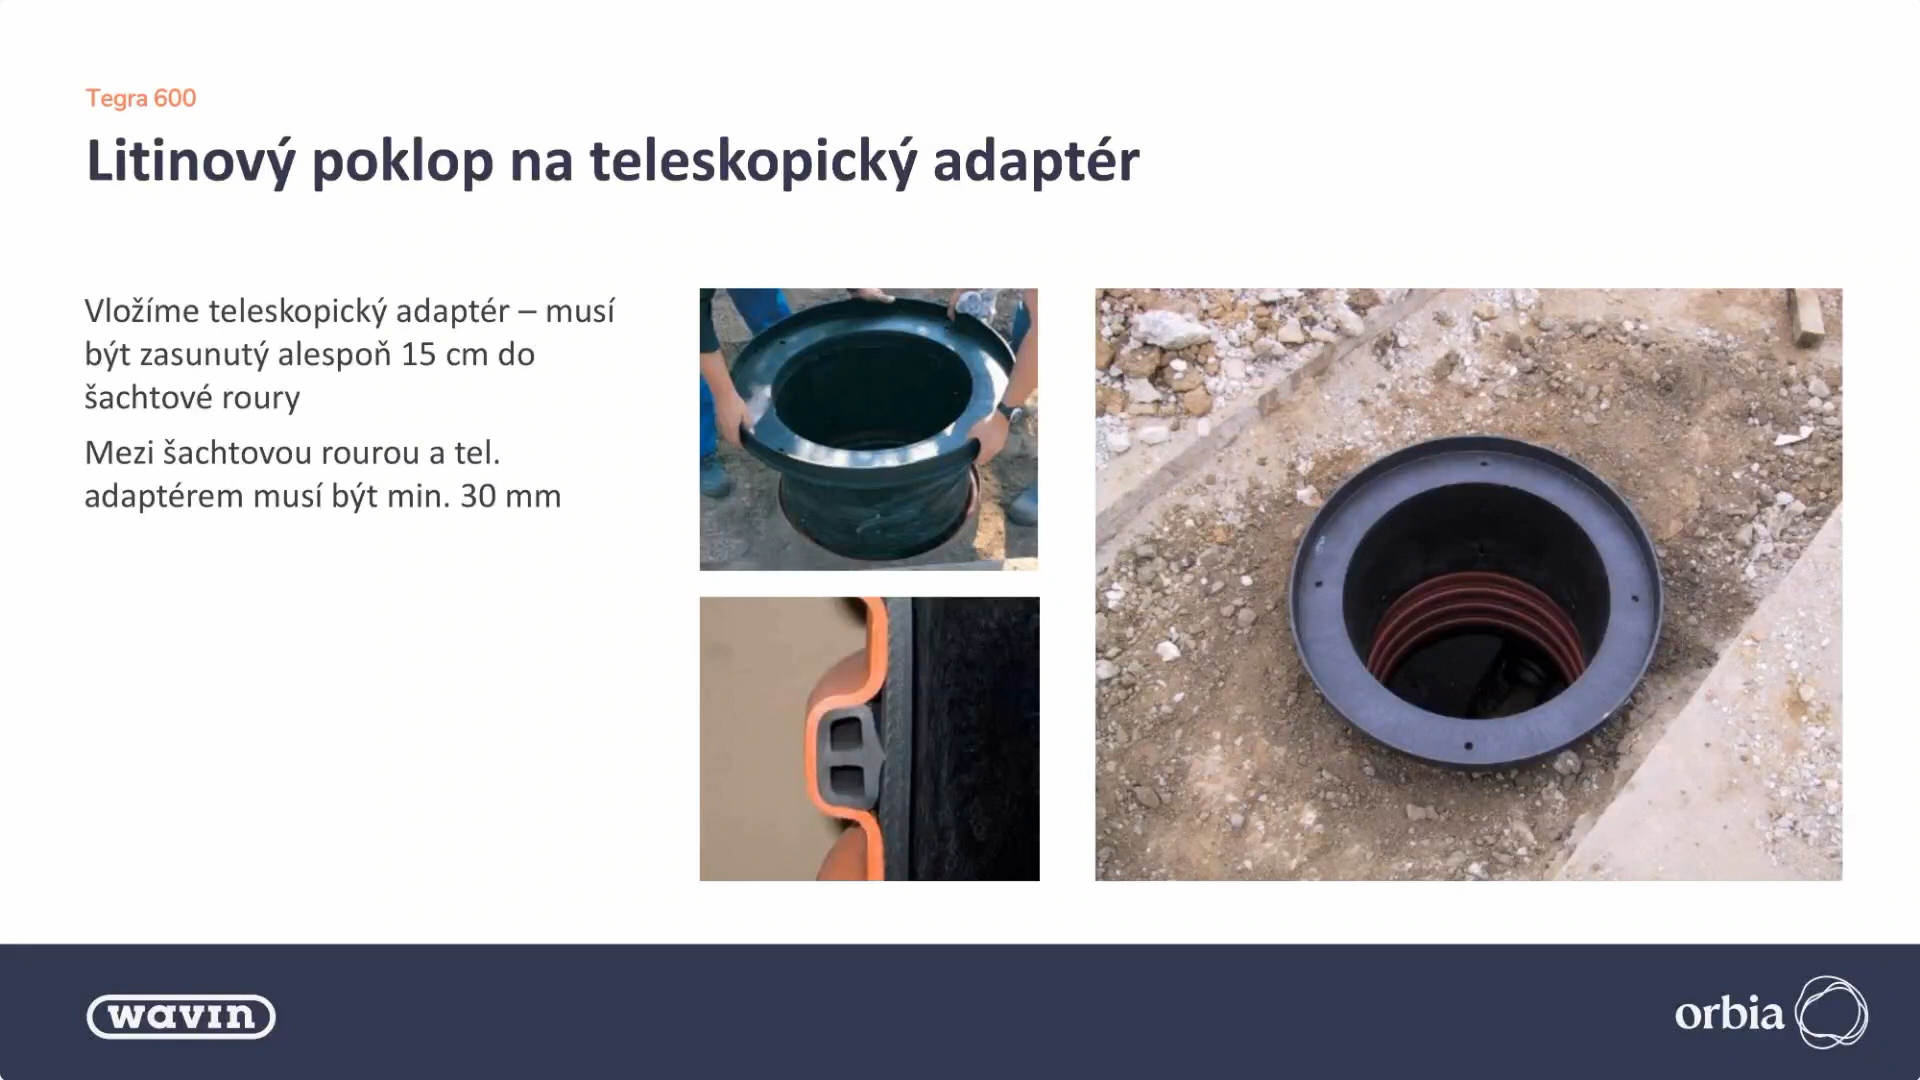 Tegra 600
Litinový poklop na teleskopický adaptér
Vložíme teleskopický adaptér – musí
být zasunutý alespoň 15 cm do
šachtové roury
Mezi šachtovou rourou a tel.
adaptérem musí být min. 30 mm
wavin
orbia